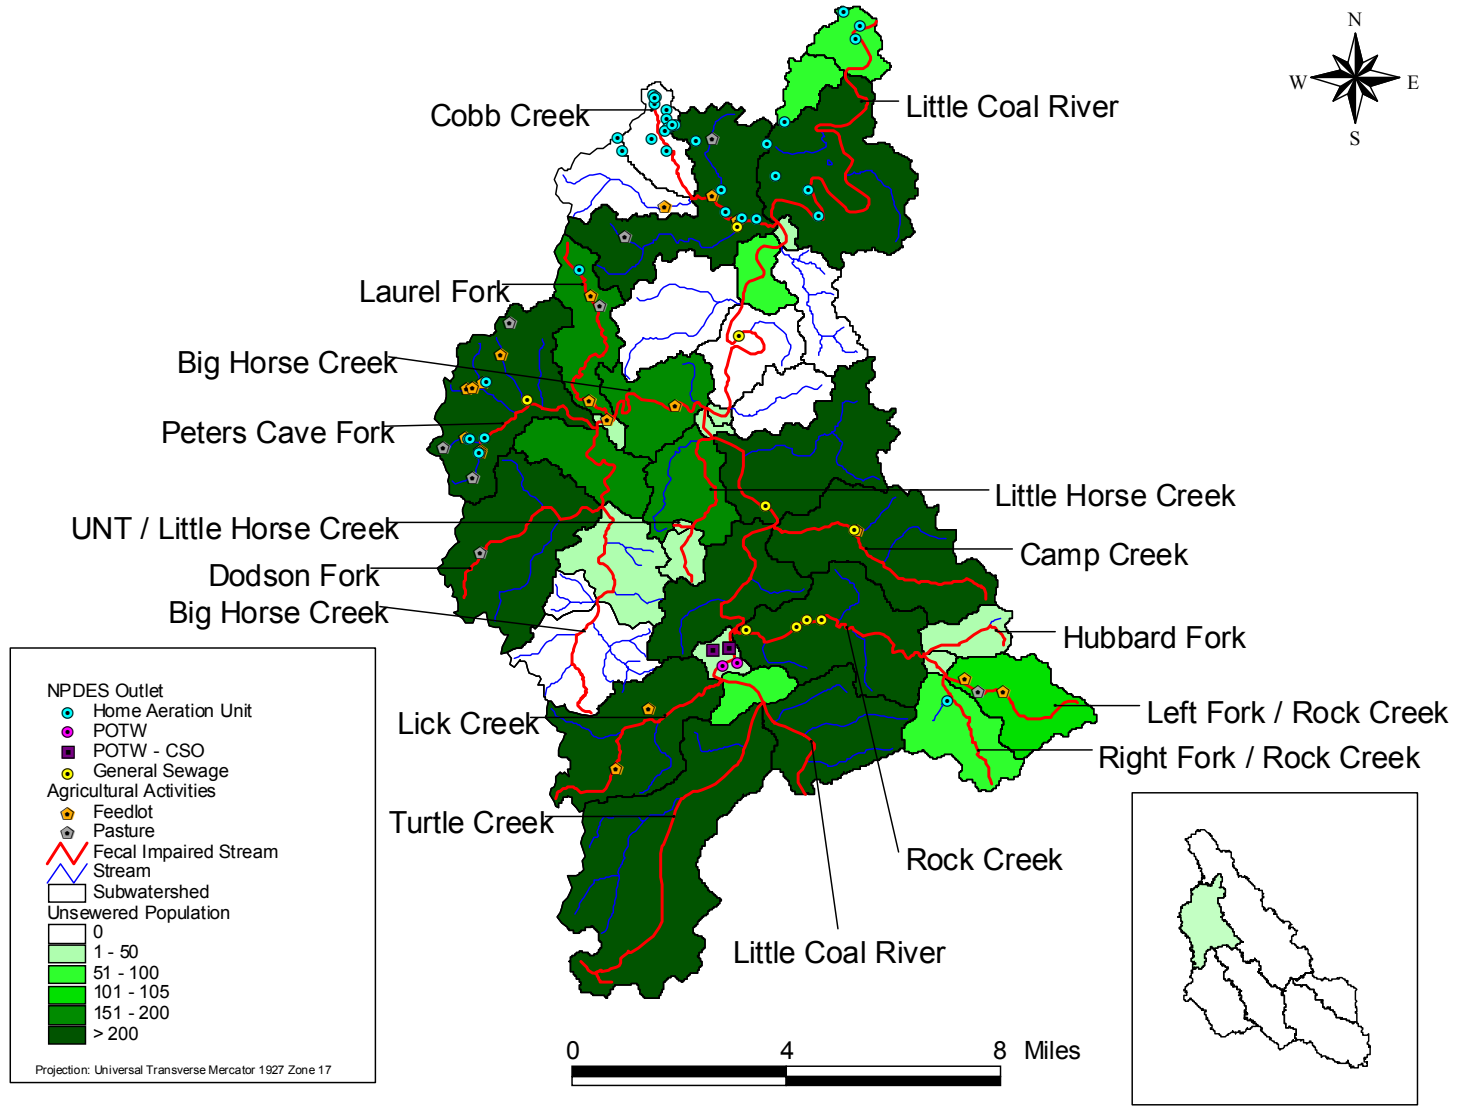 N
W
E
S
Cobb Creek
Little Coal River
Laurel Fork
Big Horse Creek
Peters Cave Fork
Little Horse Creek
UNT / Little Horse Creek
Camp Creek
Dodson Fork
Big Horse Creek
Hubbard Fork
Lick Creek
Left Fork / Rock Creek
Right Fork / Rock Creek
Turtle Creek
Rock Creek
Little Coal River
NPDES Outlet
Home Aeration Unit
POTW
POTW - CSO
General Sewage
Agricultural Activities
Feedlot
Pasture
Fecal Impaired Stream
Stream
Subwatershed
Unsewered Population
0
1 - 50
51 - 100
101 - 105
151 - 200
> 200
Projection: Universal Transverse Mercator 1927 Zone 17
0 4 8 Miles